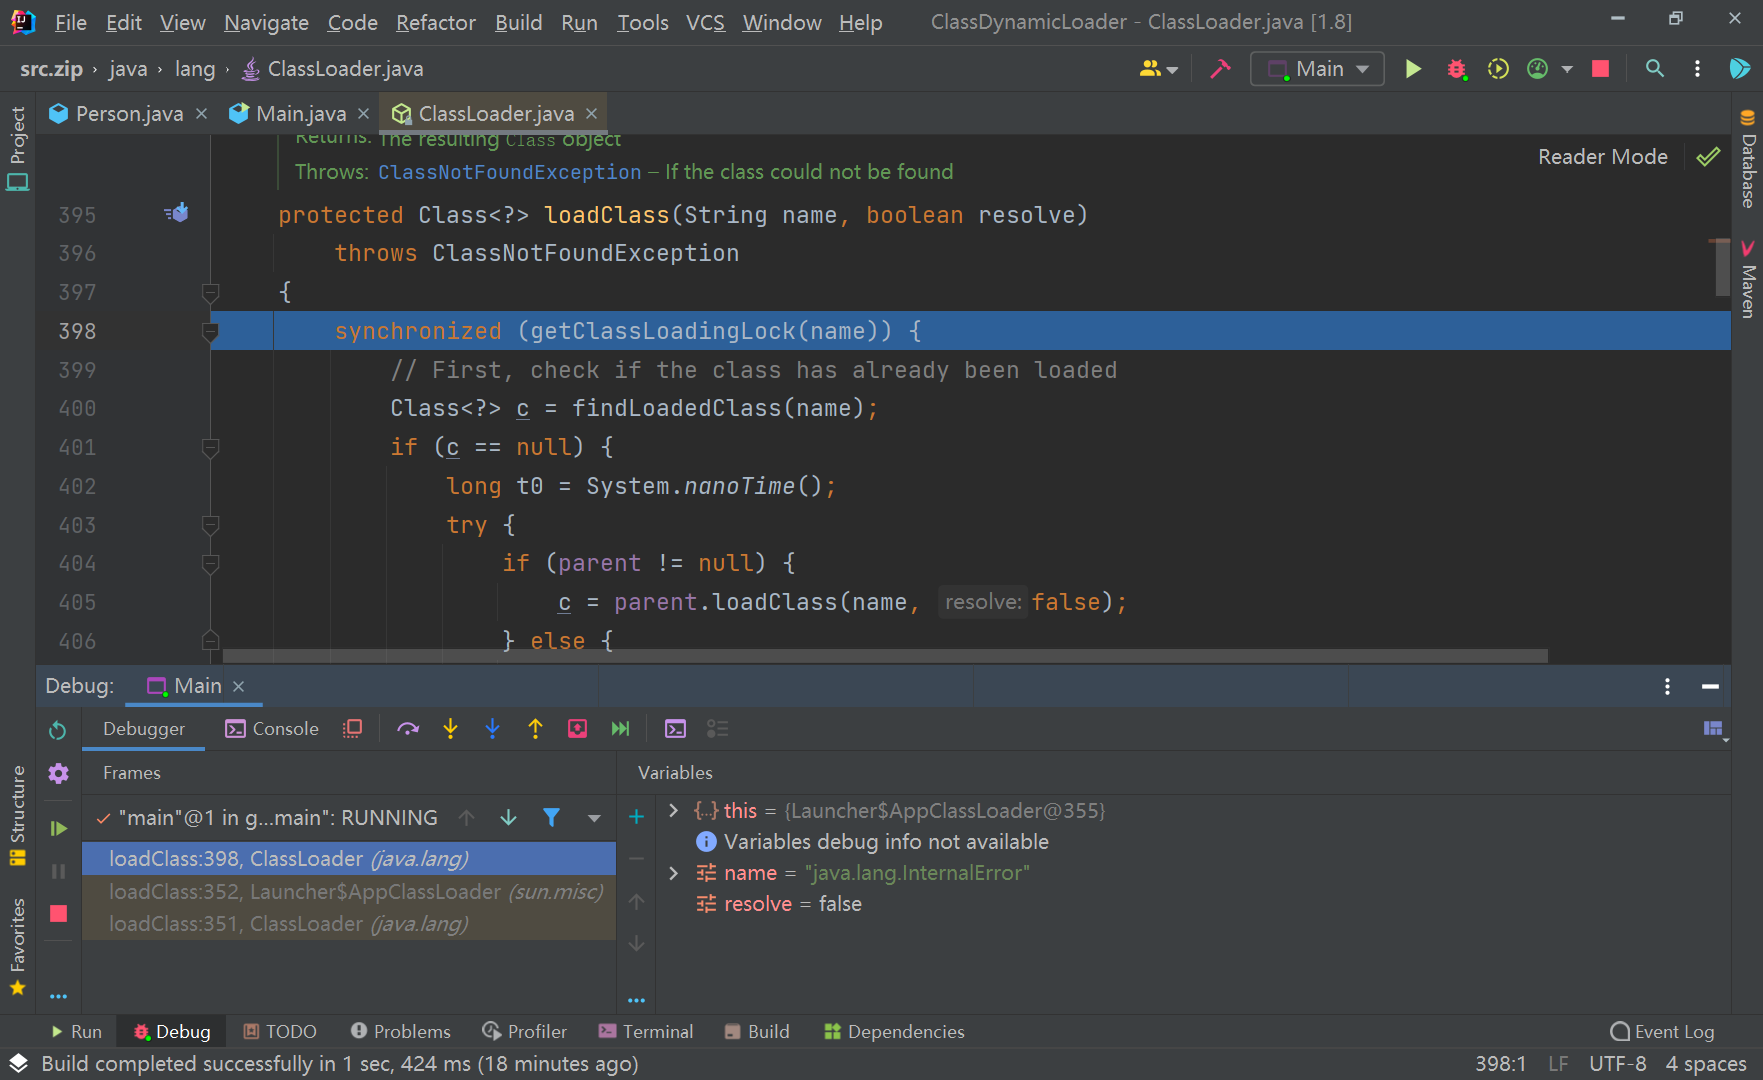 File Edit View Navigate Code Refactor Build Run Tools VCS Window Help ClassDynamicLoader - ClassLoader.java [1.8]
src.zip › java › lang › ClassLoader.java Main
Person.java Main.java ClassLoader.java
Project
Returns: The resulting Class object
Throws: ClassNotFoundException – If the class could not be found
Reader Mode
395 protected Class<?> loadClass(String name, boolean resolve)
396 throws ClassNotFoundException
397 {
398 synchronized (getClassLoadingLock(name)) {
399 // First, check if the class has already been loaded
400 Class<?> c = findLoadedClass(name);
401 if (c == null) {
402 long t0 = System.nanoTime();
403 try {
404 if (parent != null) {
405 c = parent.loadClass(name, resolve: false);
406 } else {
Database
Maven
Debug: Main
Debugger Console
Frames Variables
"main"@1 in g...main": RUNNING
loadClass:398, ClassLoader (java.lang)
loadClass:352, Launcher$AppClassLoader (sun.misc)
loadClass:351, ClassLoader (java.lang)
this = {Launcher$AppClassLoader@355}
Variables debug info not available
name = "java.lang.InternalError"
resolve = false
Structure
Favorites
Run Debug TODO Problems Profiler Terminal Build Dependencies Event Log
Build completed successfully in 1 sec, 424 ms (18 minutes ago) 398:1 LF UTF-8 4 spaces